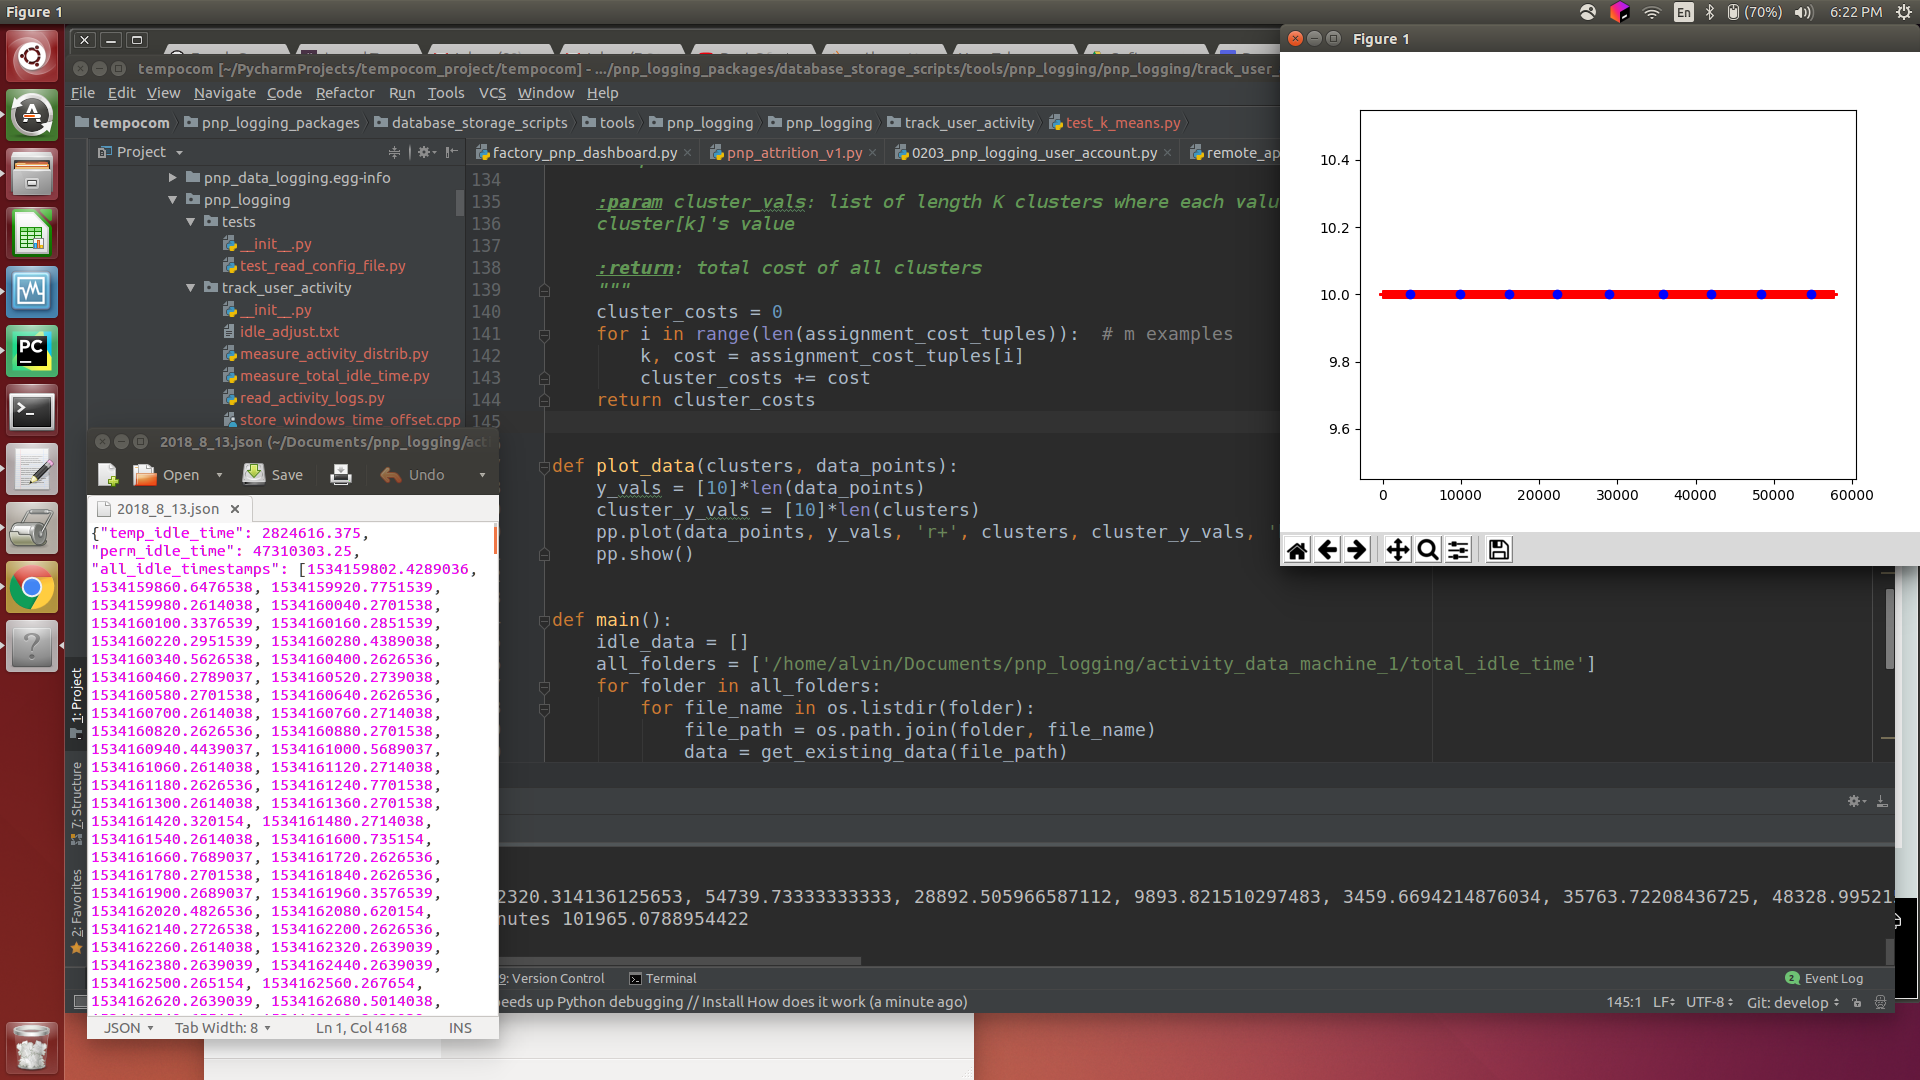 Figure 1
En
(70%)
6:22 PM
tempocom [~/PycharmProjects/tempocom_project/tempocom] - .../pnp_logging_packages/database_storage_scripts/tools/pnp_logging/pnp_logging/track_user_
File Edit View Navigate Code Refactor Run Tools VCS Window Help
tempocom pnp_logging_packages database_storage_scripts tools pnp_logging pnp_logging track_user_activity test_k_means.py
Project
factory_pnp_dashboard.py pnp_attrition_v1.py 0203_pnp_logging_user_account.py remote_ap
pnp_data_logging.egg-info
pnp_logging
tests
__init__.py
test_read_config_file.py
track_user_activity
__init__.py
idle_adjust.txt
measure_activity_distrib.py
measure_total_idle_time.py
read_activity_logs.py
store_windows_time_offset.cpp
134
135 :param cluster_vals: list of length K clusters where each valu
136 cluster[k]'s value
137
138 :return: total cost of all clusters
139 """
140 cluster_costs = 0
141 for i in range(len(assignment_cost_tuples)):  # m examples
142 k, cost = assignment_cost_tuples[i]
143 cluster_costs += cost
144 return cluster_costs
145
def plot_data(clusters, data_points):
y_vals = [10]*len(data_points)
cluster_y_vals = [10]*len(clusters)
pp.plot(data_points, y_vals, 'r+', clusters, cluster_y_vals, '
pp.show()
def main():
idle_data = []
all_folders = ['/home/alvin/Documents/pnp_logging/activity_data_machine_1/total_idle_time']
for folder in all_folders:
for file_name in os.listdir(folder):
file_path = os.path.join(folder, file_name)
data = get_existing_data(file_path)
Figure 1
10.4
10.2
10.0
9.8
9.6
0 10000 20000 30000 40000 50000 60000
PC
2018_8_13.json (~/Documents/pnp_logging/act
Open Save Undo
2018_8_13.json
{"temp_idle_time": 2824616.375,
"perm_idle_time": 47310303.25,
"all_idle_timestamps": [1534159802.4289036,
1534159860.6476538, 1534159920.7751539,
1534159980.2614038, 1534160040.2701538,
1534160100.3376539, 1534160160.2851539,
1534160220.2951539, 1534160280.4389038,
1534160340.5626538, 1534160400.2626536,
1534160460.2789037, 1534160520.2739038,
1534160580.2701538, 1534160640.2626536,
1534160700.2614038, 1534160760.2714038,
1534160820.2626536, 1534160880.2701538,
1534160940.4439037, 1534161000.5689037,
1534161060.2614038, 1534161120.2714038,
1534161180.2626536, 1534161240.7701538,
1534161300.2614038, 1534161360.2701538,
1534161420.320154, 1534161480.2714038,
1534161540.2614038, 1534161600.735154,
1534161660.7689037, 1534161720.2626536,
1534161780.2701538, 1534161840.2626536,
1534161900.2689037, 1534161960.3576539,
1534162020.4826536, 1534162080.620154,
1534162140.2726538, 1534162200.2626536,
1534162260.2614038, 1534162320.2639039,
1534162380.2639039, 1534162440.2639039,
1534162500.265154, 1534162560.267654,
1534162620.2639039, 1534162680.5014038,
JSON Tab Width: 8 Ln 1, Col 4168 INS
1: Project
7: Structure
2: Favorites
2320.314136125653, 54739.73333333333, 28892.505966587112, 9893.821510297483, 3459.6694214876034, 35763.72208436725, 48328.99521
nutes 101965.0788954422
9: Version Control Terminal
2 Event Log
eeds up Python debugging // Install How does it work (a minute ago)
145:1 LF UTF-8 Git: develop